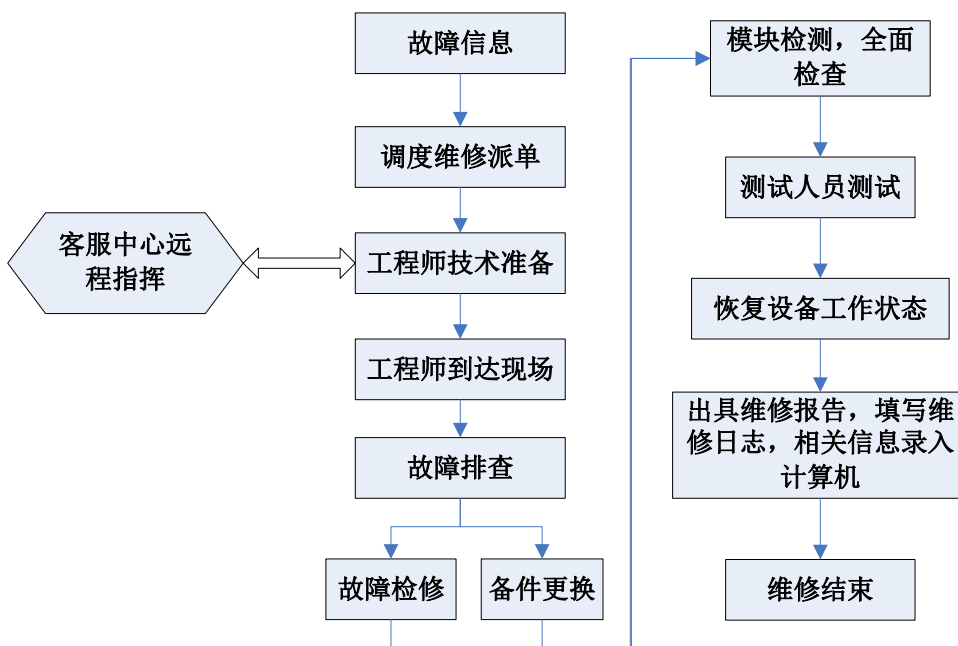 故障信息
调度维修派单
客服中心远
程指挥
工程师技术准备
工程师到达现场
故障排查
故障检修
备件更换
模块检测，全面
检查
测试人员测试
恢复设备工作状态
出具维修报告，填写维
修日志，相关信息录入
计算机
维修结束